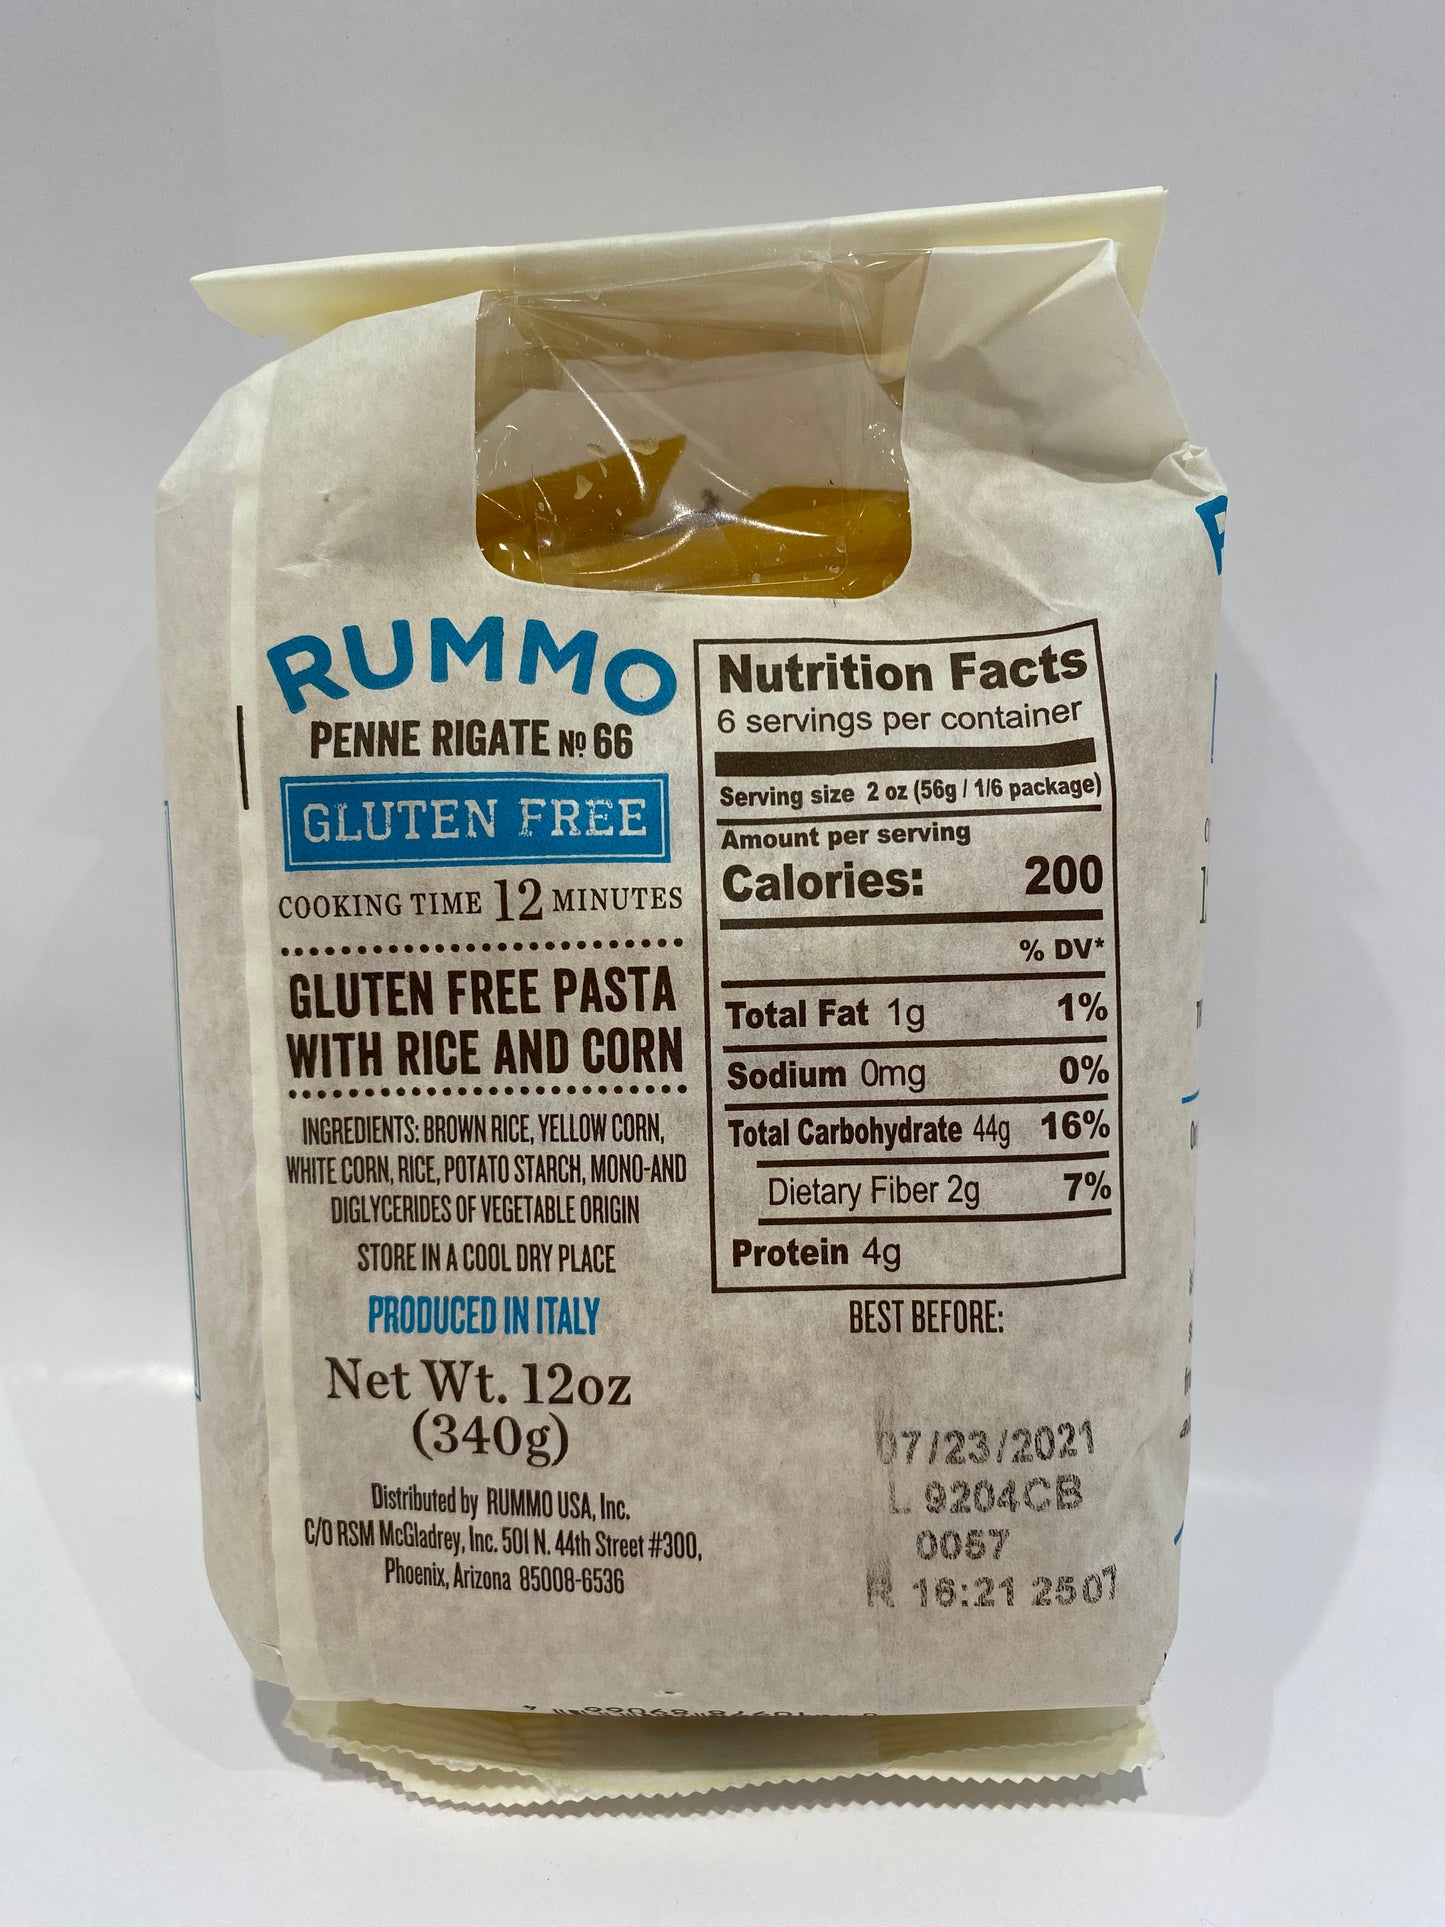 RUMMO
PENNE RIGATE Nº 66
GLUTEN FREE
COOKING TIME 12 MINUTES
GLUTEN FREE PASTA
WITH RICE AND CORN
INGREDIENTS: BROWN RICE, YELLOW CORN,
WHITE CORN, RICE, POTATO STARCH, MONO-AND
DIGLYCERIDES OF VEGETABLE ORIGIN
STORE IN A COOL DRY PLACE
PRODUCED IN ITALY
Net Wt. 12oz
(340g)
Distributed by RUMMO USA, Inc.
C/O RSM McGladrey, Inc. 501 N. 44th Street #300,
Phoenix, Arizona 85008-6536
Nutrition Facts
6 servings per container
Serving size 2 oz (56g / 1/6 package)
Amount per serving
Calories: 200
% DV*
Total Fat 1g 1%
Sodium 0mg 0%
Total Carbohydrate 44g 16%
Dietary Fiber 2g 7%
Protein 4g
BEST BEFORE:
07/23/2021
L 9204CB
0057
R 16:21 2507